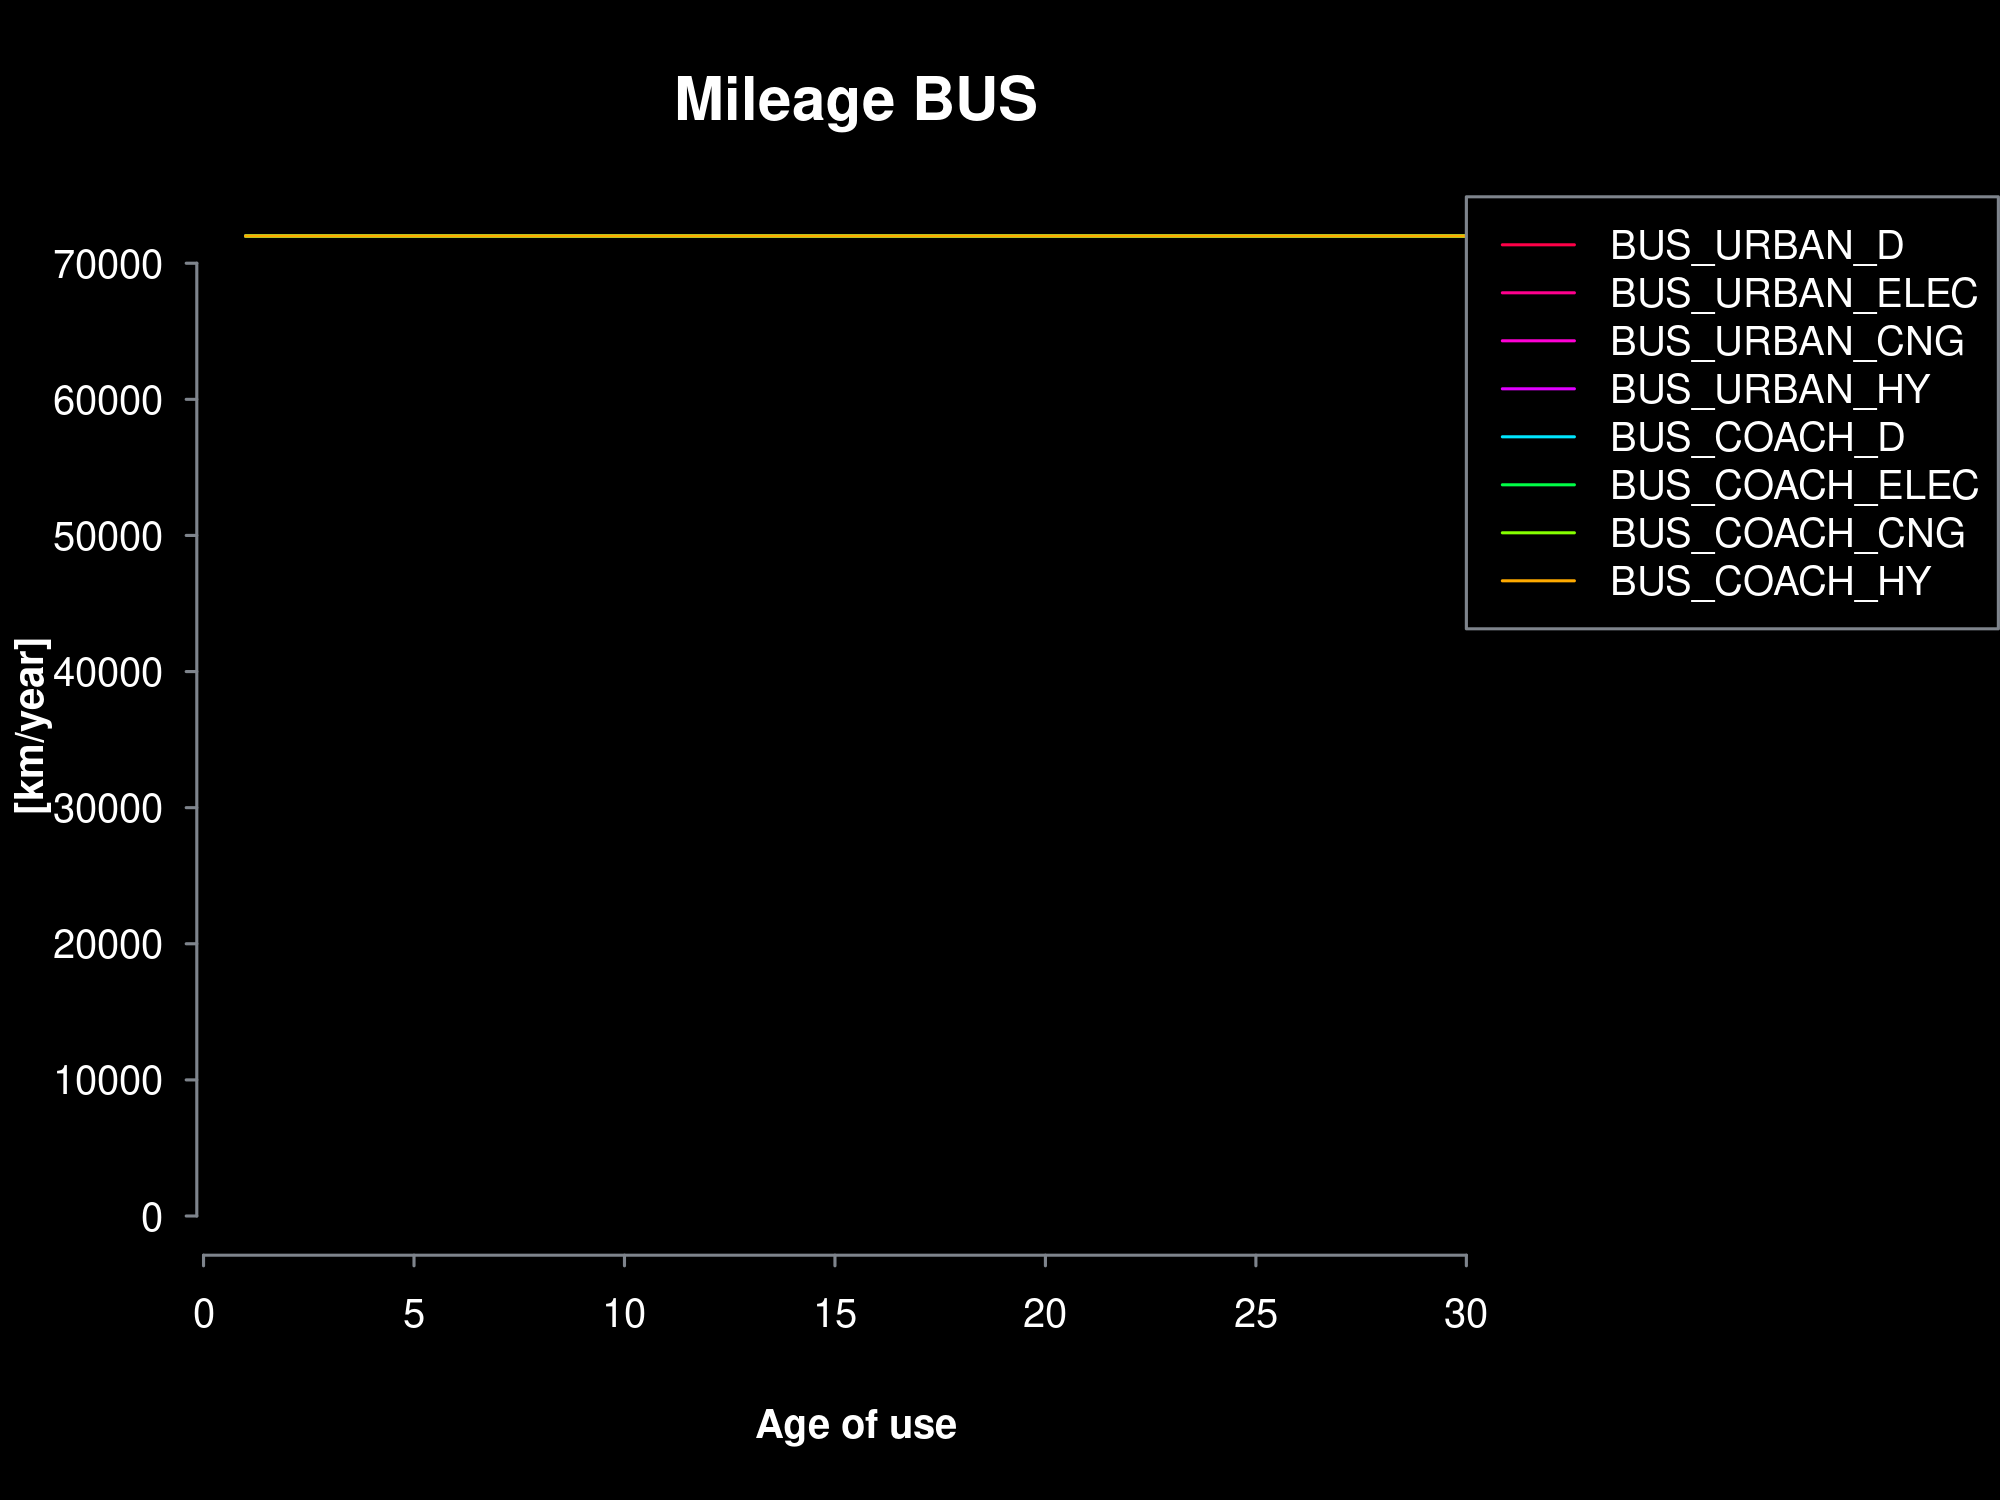 Mileage BUS
70000
60000
50000
40000
30000
20000
10000
0
[km/year]
BUS_URBAN_D
BUS_URBAN_ELEC
BUS_URBAN_CNG
BUS_URBAN_HY
BUS_COACH_D
BUS_COACH_ELEC
BUS_COACH_CNG
BUS_COACH_HY
0 5 10 15 20 25 30
Age of use